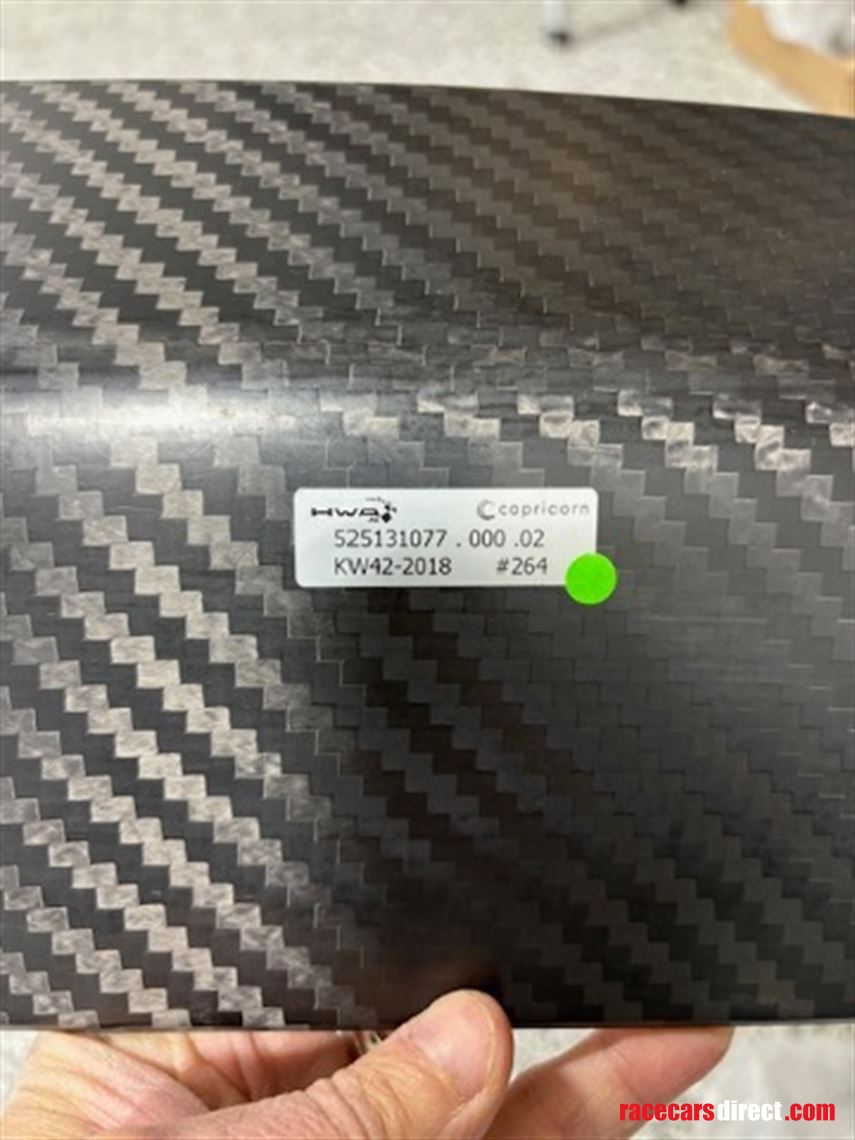 HWA capricorn
525131077 . 000 .02
KW42-2018 #264
racecarsdirect.com